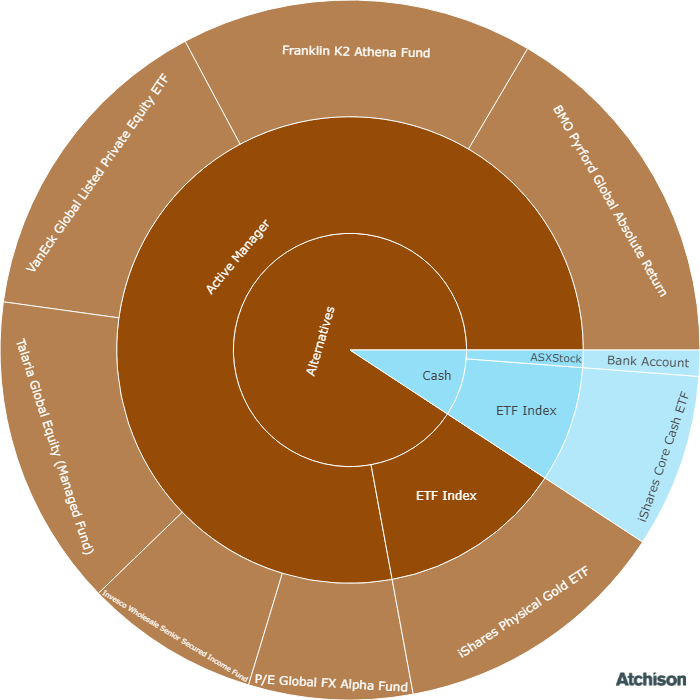 Franklin K2 Athena Fund
BMO Pyrford Global Absolute Return
VanEck Global Listed Private Equity ETF
Active Manager
Alternatives
Talaria Global Equity (Managed Fund)
Cash
ASXStock
Bank Account
ETF Index
iShares Core Cash ETF
ETF Index
iShares Physical Gold ETF
Invesco Wholesale Senior Secured Income Fund
P/E Global FX Alpha Fund
Atchison